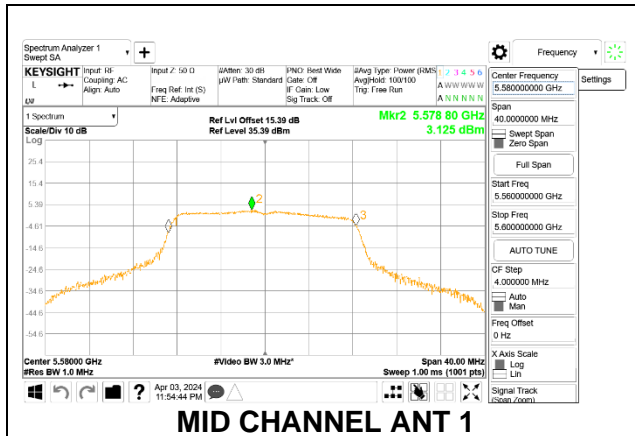 Spectrum Analyzer 1
Swept SA
+
Frequency
KEYSIGHT
L
Input: RF
Coupling: AC
Align: Auto
Input Z: 50 Ω
Freq Ref: Int (S)
NFE: Adaptive
#Atten: 30 dB
µW Path: Standard
PNO: Best Wide
Gate: Off
IF Gain: Low
Sig Track: Off
#Avg Type: Power (RMS
Avg|Hold: 100/100
Trig: Free Run
1 2 3 4 5 6
A W W W W W
A N N N N N
1 Spectrum
Scale/Div 10 dB
Log
Ref Lvl Offset 15.39 dB
Ref Level 35.39 dBm
Mkr2 5.578 80 GHz
3.125 dBm
25.4
15.4
5.39
-4.61
-14.6
-24.6
-34.6
-44.6
-54.6
2
3
Center 5.58000 GHz
#Res BW 1.0 MHz
#Video BW 3.0 MHz*
Span 40.00 MHz
Sweep 1.00 ms (1001 pts)
?
Apr 03, 2024
11:54:44 PM
Center Frequency
5.580000000 GHz
Settings
Span
40.0000000 MHz
Swept Span
Zero Span
Full Span
Start Freq
5.560000000 GHz
Stop Freq
5.600000000 GHz
AUTO TUNE
CF Step
4.000000 MHz
Auto
Man
Freq Offset
0 Hz
X Axis Scale
Log
Lin
Signal Track
(Span Zoom)
MID CHANNEL ANT 1